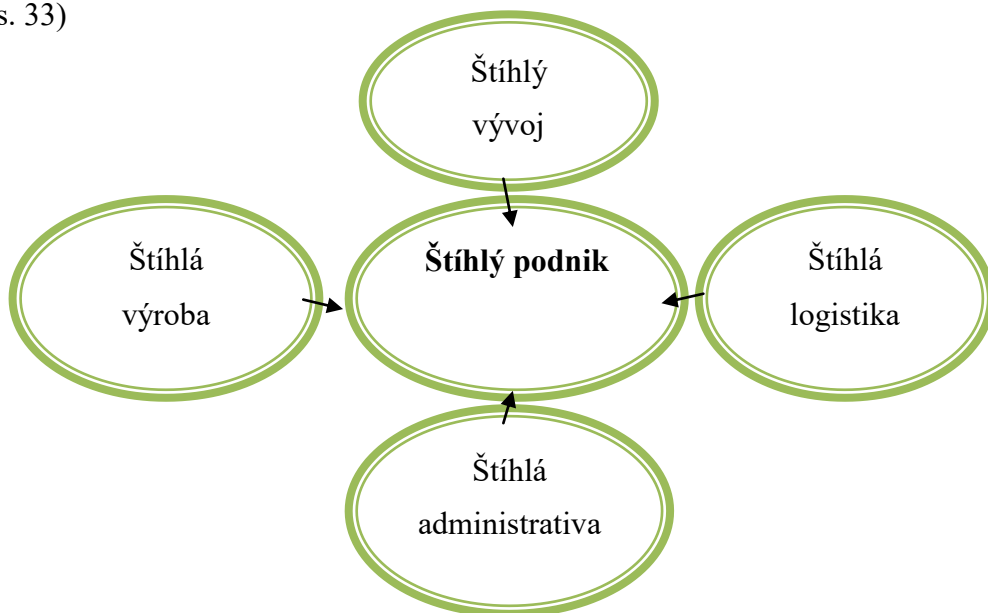 s. 33)
Štíhlý
vývoj
Štíhlá
výroba
Štíhlý podnik
Štíhlá
logistika
Štíhlá
administrativa